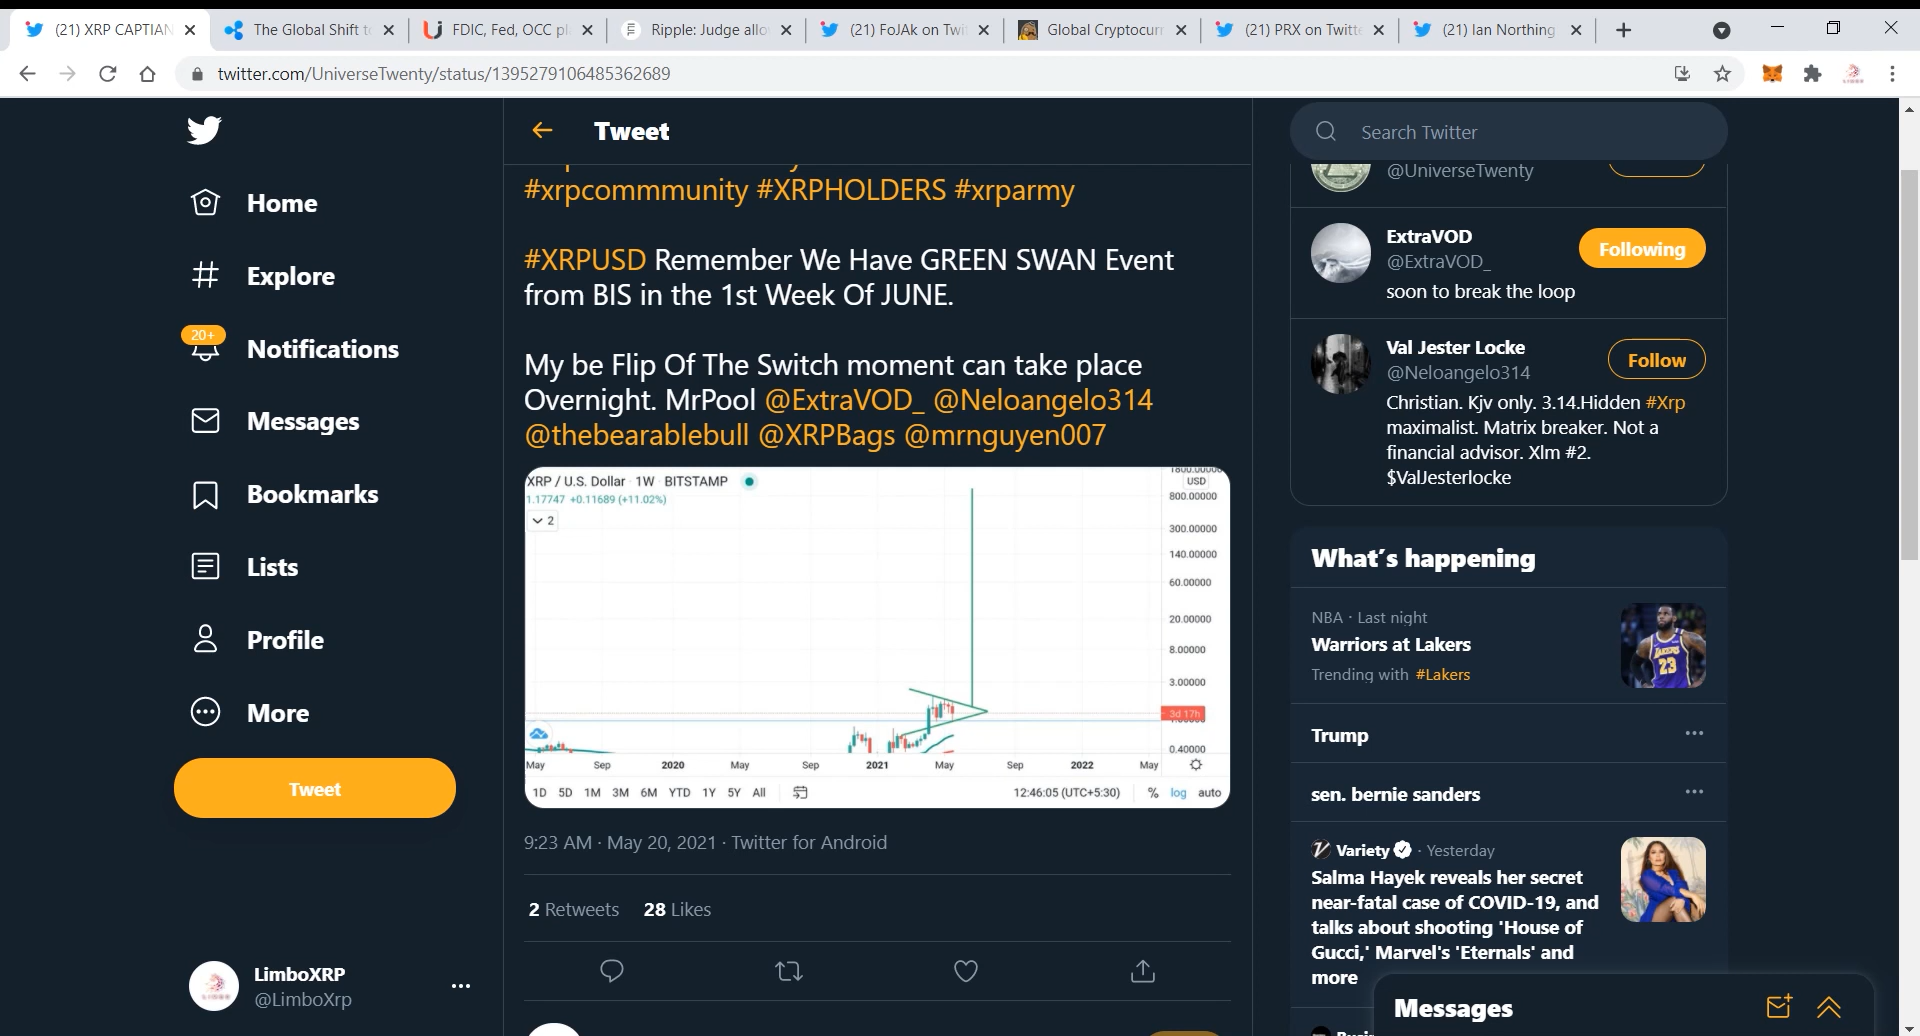 (21) XRP CAPTIAN
The Global Shift to
FDIC, Fed, OCC pl
Ripple: Judge allo
(21) FoJAk on Twi
Global Cryptocurr
(21) PRX on Twitte
(21) Ian Northing
twitter.com/UniverseTwenty/status/1395279106485362689
Home
Explore
20+
Notifications
Messages
Bookmarks
Lists
Profile
More
Tweet
LimboXRP
@LimboXrp
Tweet
#xrpcommmunity #XRPHOLDERS #xrparmy
#XRPUSD Remember We Have GREEN SWAN Event
from BIS in the 1st Week Of JUNE.
My be Flip Of The Switch moment can take place
Overnight. MrPool @ExtraVOD_ @Neloangelo314
@thebearablebull @XRPBags @mrnguyen007
XRP / U.S. Dollar · 1W · BITSTAMP
1.17747 +0.11689 (+11.02%)
2
1800.00000
USD
800.00000
300.00000
140.00000
60.00000
20.00000
8.00000
3.00000
3d 17h
1.00000
0.40000
May Sep 2020 May Sep 2021 May Sep 2022 May
1D 5D 1M 3M 6M YTD 1Y 5Y All
12:46:05 (UTC+5:30) % log auto
9:23 AM · May 20, 2021 · Twitter for Android
2 Retweets 28 Likes
Search Twitter
@UniverseTwenty
ExtraVOD
@ExtraVOD_
Following
soon to break the loop
Val Jester Locke
@Neloangelo314
Follow
Christian. Kjv only. 3.14.Hidden #Xrp
maximalist. Matrix breaker. Not a
financial advisor. Xlm #2.
$ValJesterlocke
What's happening
NBA · Last night
Warriors at Lakers
Trending with #Lakers
LAKERS
23
Trump
sen. bernie sanders
Variety · Yesterday
Salma Hayek reveals her secret
near-fatal case of COVID-19, and
talks about shooting 'House of
Gucci,' Marvel's 'Eternals' and
more
Messages